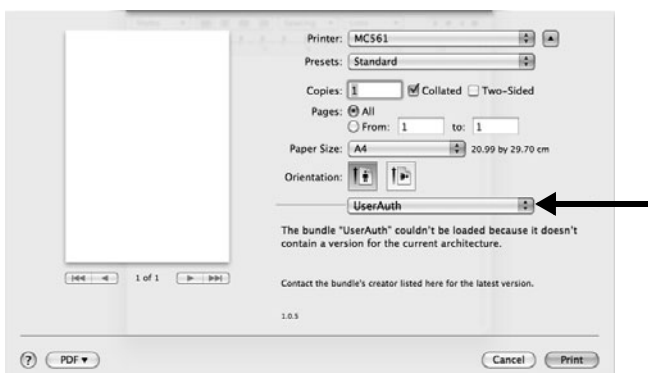 Printer: MC561
Presets: Standard
Copies: 1 Collated Two-Sided
Pages: All
From: 1 to: 1
Paper Size: A4 20.99 by 29.70 cm
Orientation:
UserAuth
The bundle "UserAuth" couldn't be loaded because it doesn't
contain a version for the current architecture.
1 of 1
Contact the bundle's creator listed here for the latest version.
1.0.5
? PDF▼ Cancel Print